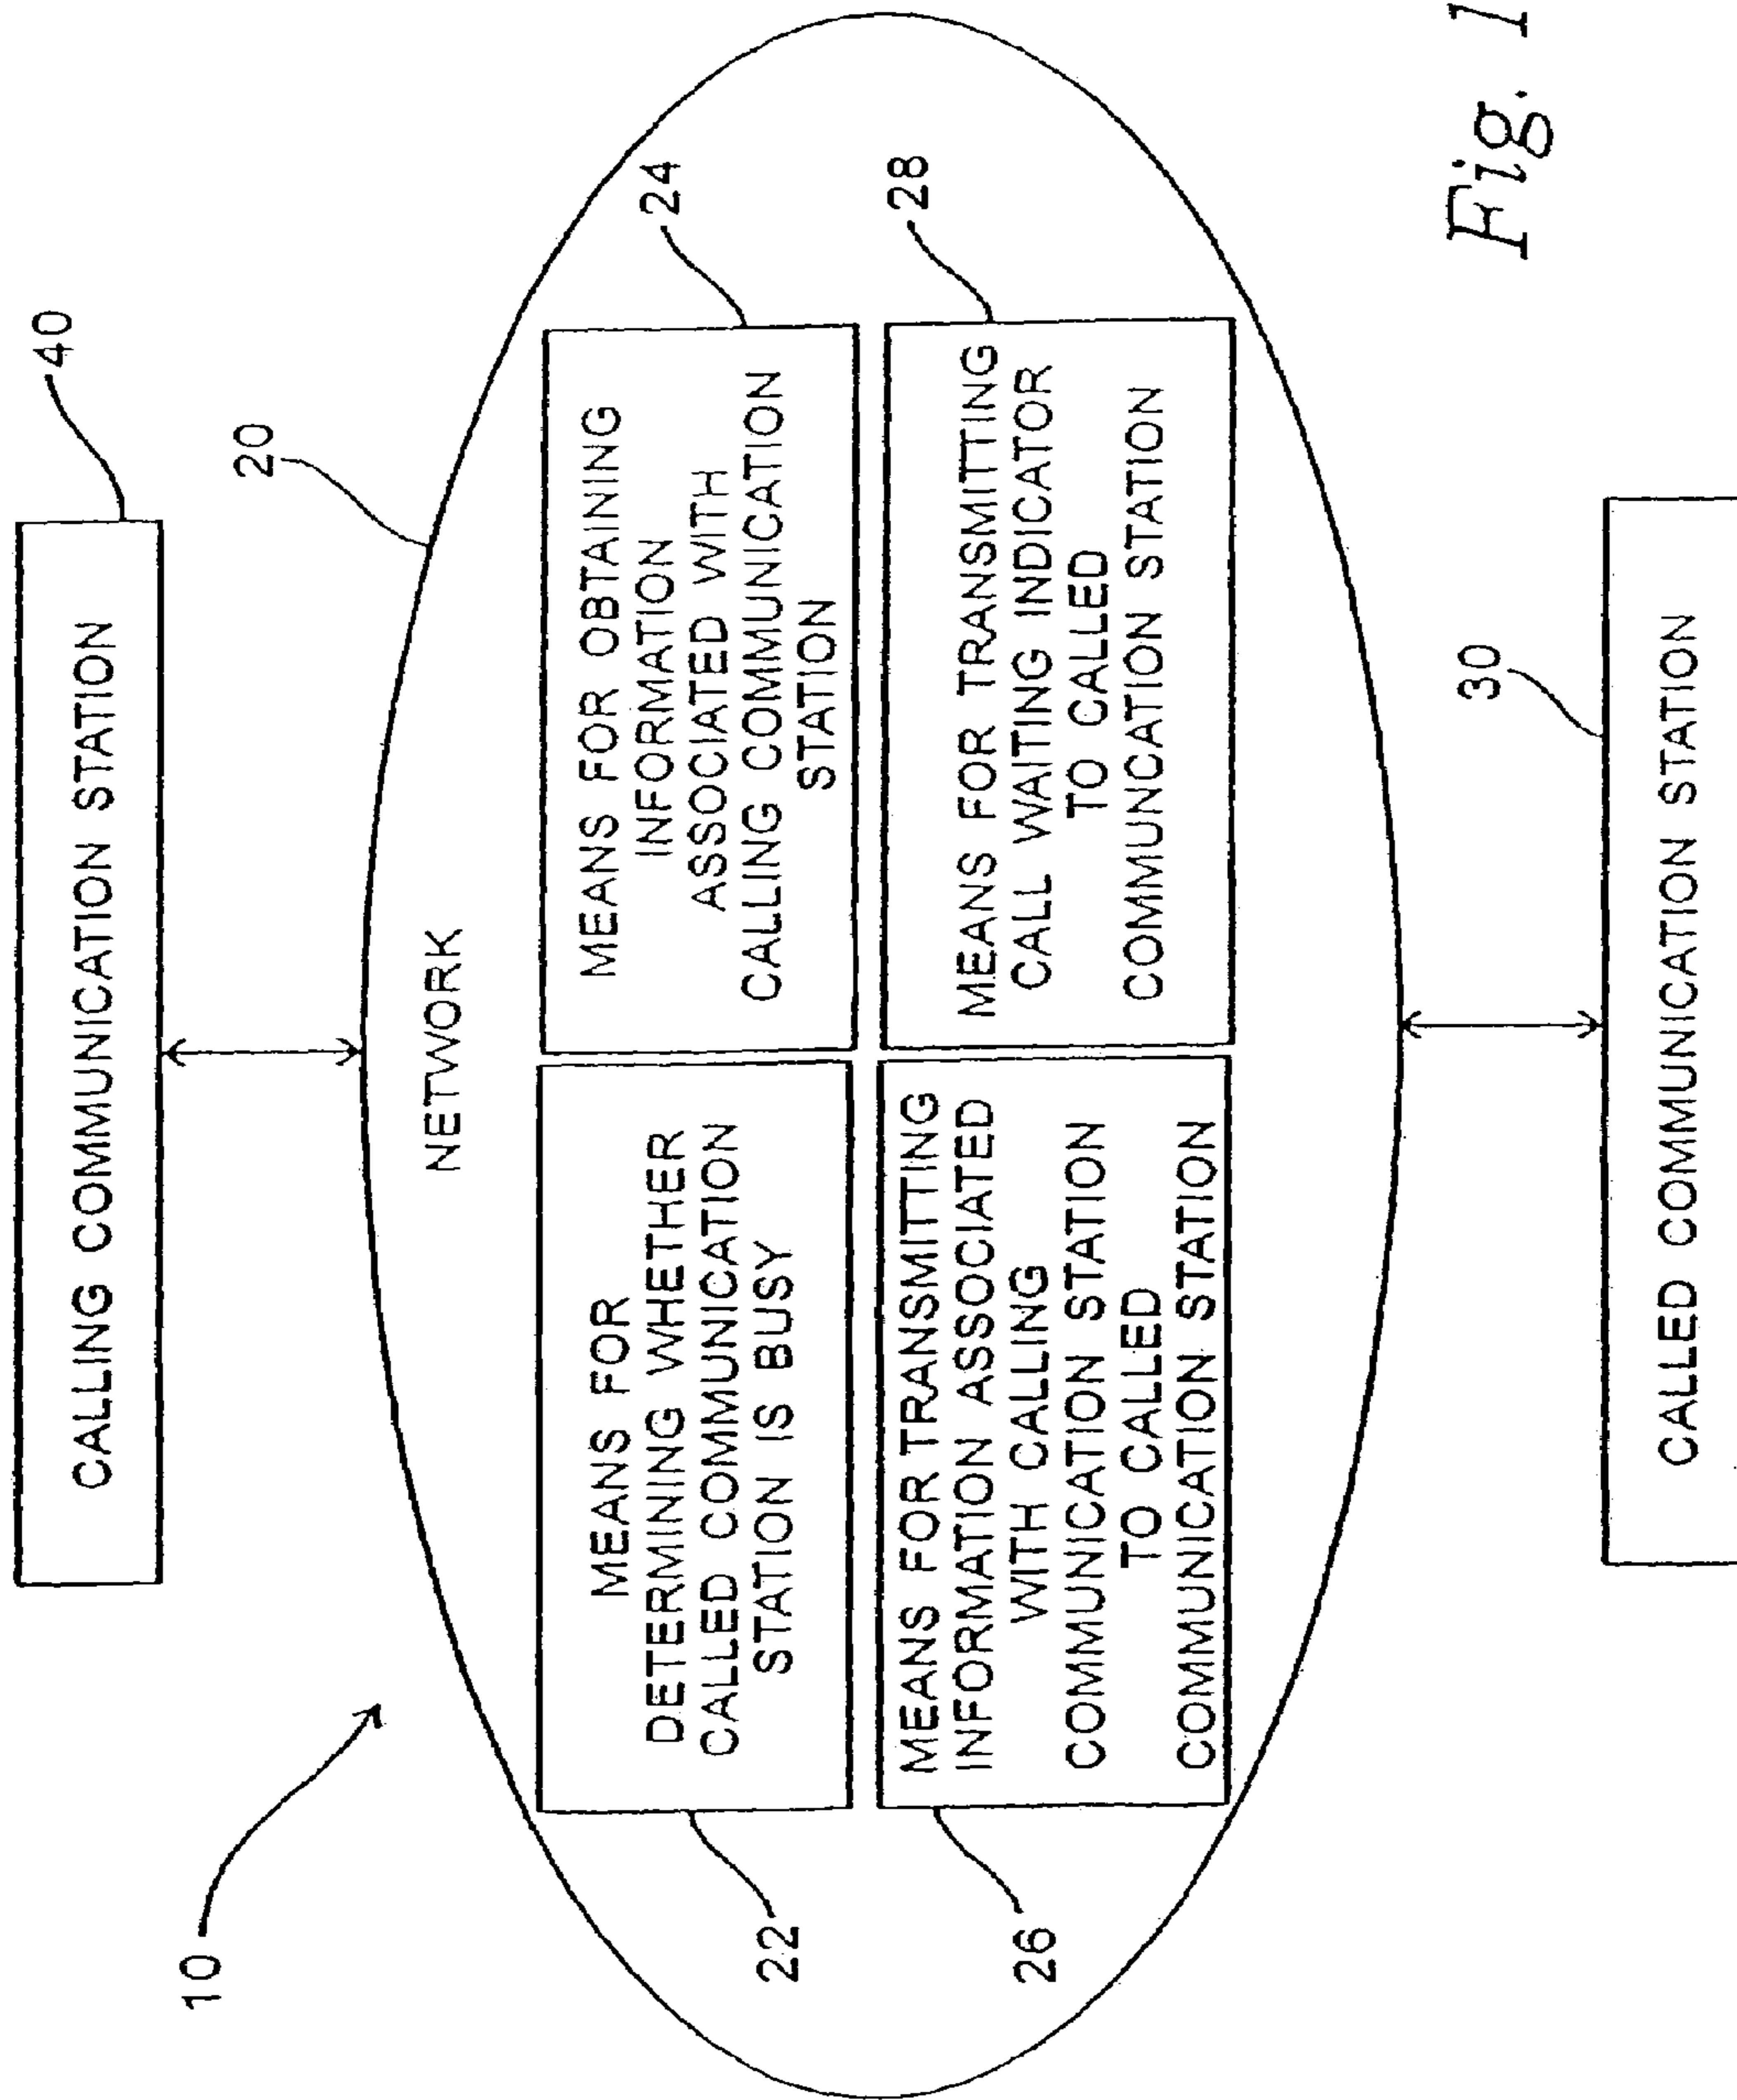 CALLING COMMUNICATION STATION
40
10
20
NETWORK
MEANS FOR
DETERMINING WHETHER
CALLED COMMUNICATION
STATION IS BUSY
22
MEANS FOR OBTAINING
INFORMATION
ASSOCIATED WITH
CALLING COMMUNICATION
STATION
24
MEANS FOR TRANSMITTING
INFORMATION ASSOCIATED
WITH CALLING
COMMUNICATION STATION
TO CALLED
COMMUNICATION STATION
26
MEANS FOR TRANSMITTING
CALL WAITING INDICATOR
TO CALLED
COMMUNICATION STATION
28
30
CALLED COMMUNICATION STATION
Fig. 1